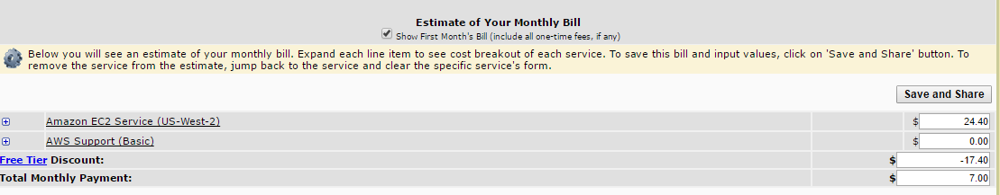 Estimate of Your Monthly Bill
Show First Month's Bill (include all one-time fees, if any)
Below you will see an estimate of your monthly bill. Expand each line item to see cost breakout of each service. To save this bill and input values, click on 'Save and Share' button. To
remove the service from the estimate, jump back to the service and clear the specific service's form.
Save and Share
Amazon EC2 Service (US-West-2) $ 24.40
AWS Support (Basic) $ 0.00
Free Tier Discount: $ -17.40
Total Monthly Payment: $ 7.00